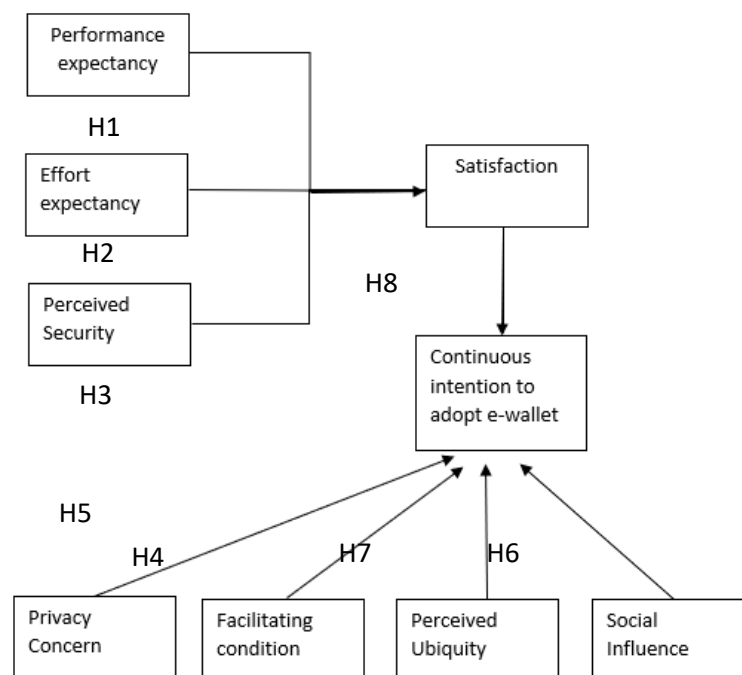 Performance
expectancy
H1
Effort
expectancy
Satisfaction
H2
H8
Perceived
Security
H3
Continuous
intention to
adopt e-wallet
H5
H4
H7
H6
Privacy
Concern
Facilitating
condition
Perceived
Ubiquity
Social
Influence